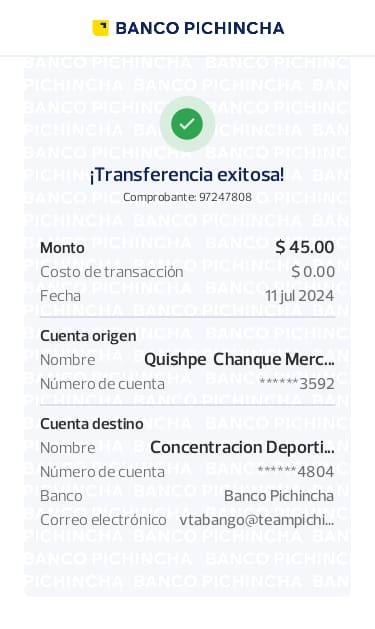 BANCO PICHINCHA
¡Transferencia exitosa!
Comprobante: 97247808
Monto $ 45.00
Costo de transacción $ 0.00
Fecha 11 jul 2024
Cuenta origen
Nombre Quishpe Chanque Merc...
Número de cuenta ******3592
Cuenta destino
Nombre Concentracion Deporti...
Número de cuenta ******4804
Banco Banco Pichincha
Correo electrónico vtabango@teampichi...